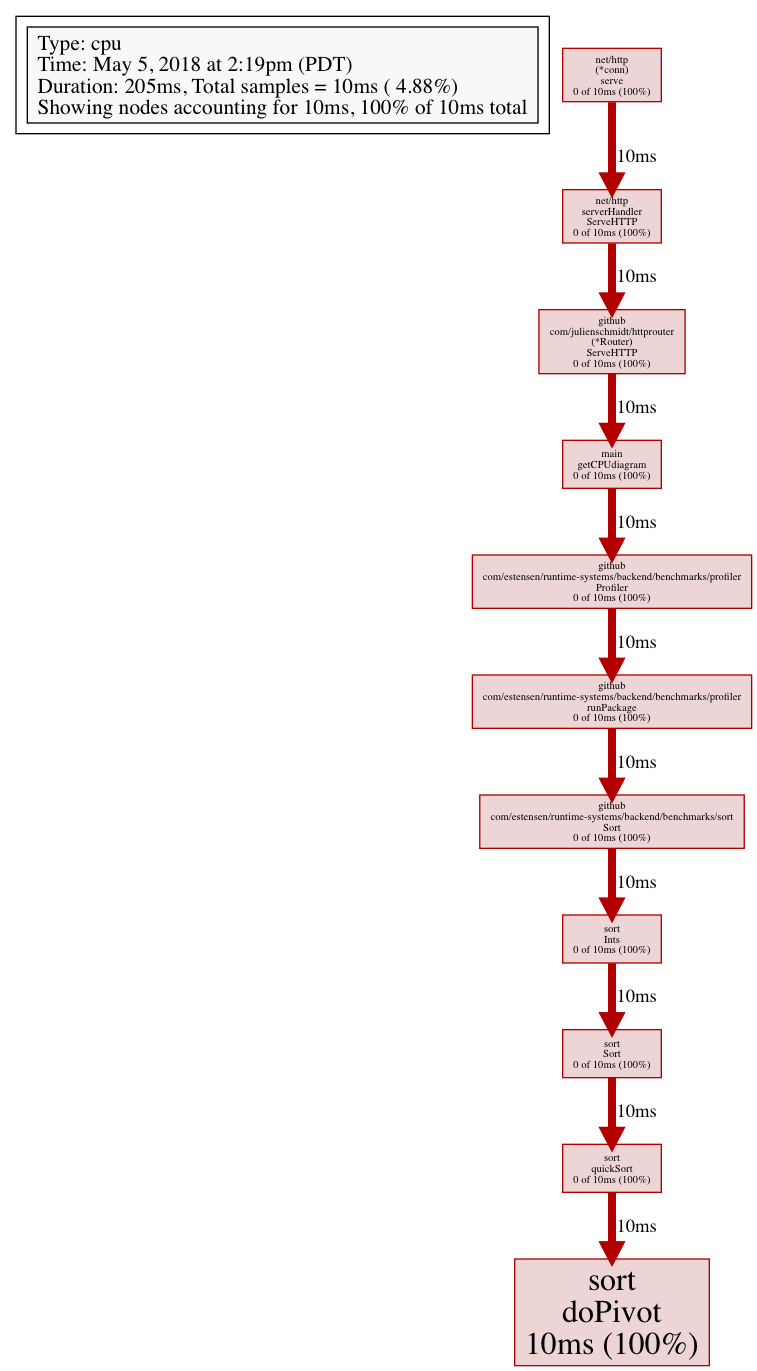 Type: cpu
Time: May 5, 2018 at 2:19pm (PDT)
Duration: 205ms, Total samples = 10ms ( 4.88%)
Showing nodes accounting for 10ms, 100% of 10ms total
net/http
(*conn)
serve
0 of 10ms (100%)
10ms
net/http
serverHandler
ServeHTTP
0 of 10ms (100%)
10ms
github
com/julienschmidt/httprouter
(*Router)
ServeHTTP
0 of 10ms (100%)
10ms
main
getCPUdiagram
0 of 10ms (100%)
10ms
github
com/estensen/runtime-systems/backend/benchmarks/profiler
Profiler
0 of 10ms (100%)
10ms
github
com/estensen/runtime-systems/backend/benchmarks/profiler
runPackage
0 of 10ms (100%)
10ms
github
com/estensen/runtime-systems/backend/benchmarks/sort
Sort
0 of 10ms (100%)
10ms
sort
Ints
0 of 10ms (100%)
10ms
sort
Sort
0 of 10ms (100%)
10ms
sort
quickSort
0 of 10ms (100%)
10ms
sort
doPivot
10ms (100%)